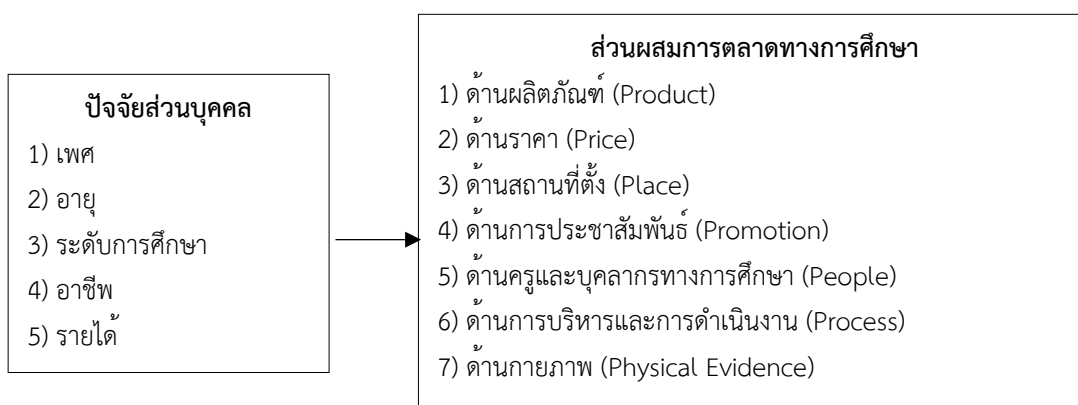 ปัจจัยส่วนบุคคล
1) เพศ
2) อายุ
3) ระดับการศึกษา
4) อาชีพ
5) รายได้
ส่วนผสมการตลาดทางการศึกษา
1) ด้านผลิตภัณฑ์ (Product)
2) ด้านราคา (Price)
3) ด้านสถานที่ตั้ง (Place)
4) ด้านการประชาสัมพันธ์ (Promotion)
5) ด้านครูและบุคลากรทางการศึกษา (People)
6) ด้านการบริหารและการดำเนินงาน (Process)
7) ด้านกายภาพ (Physical Evidence)